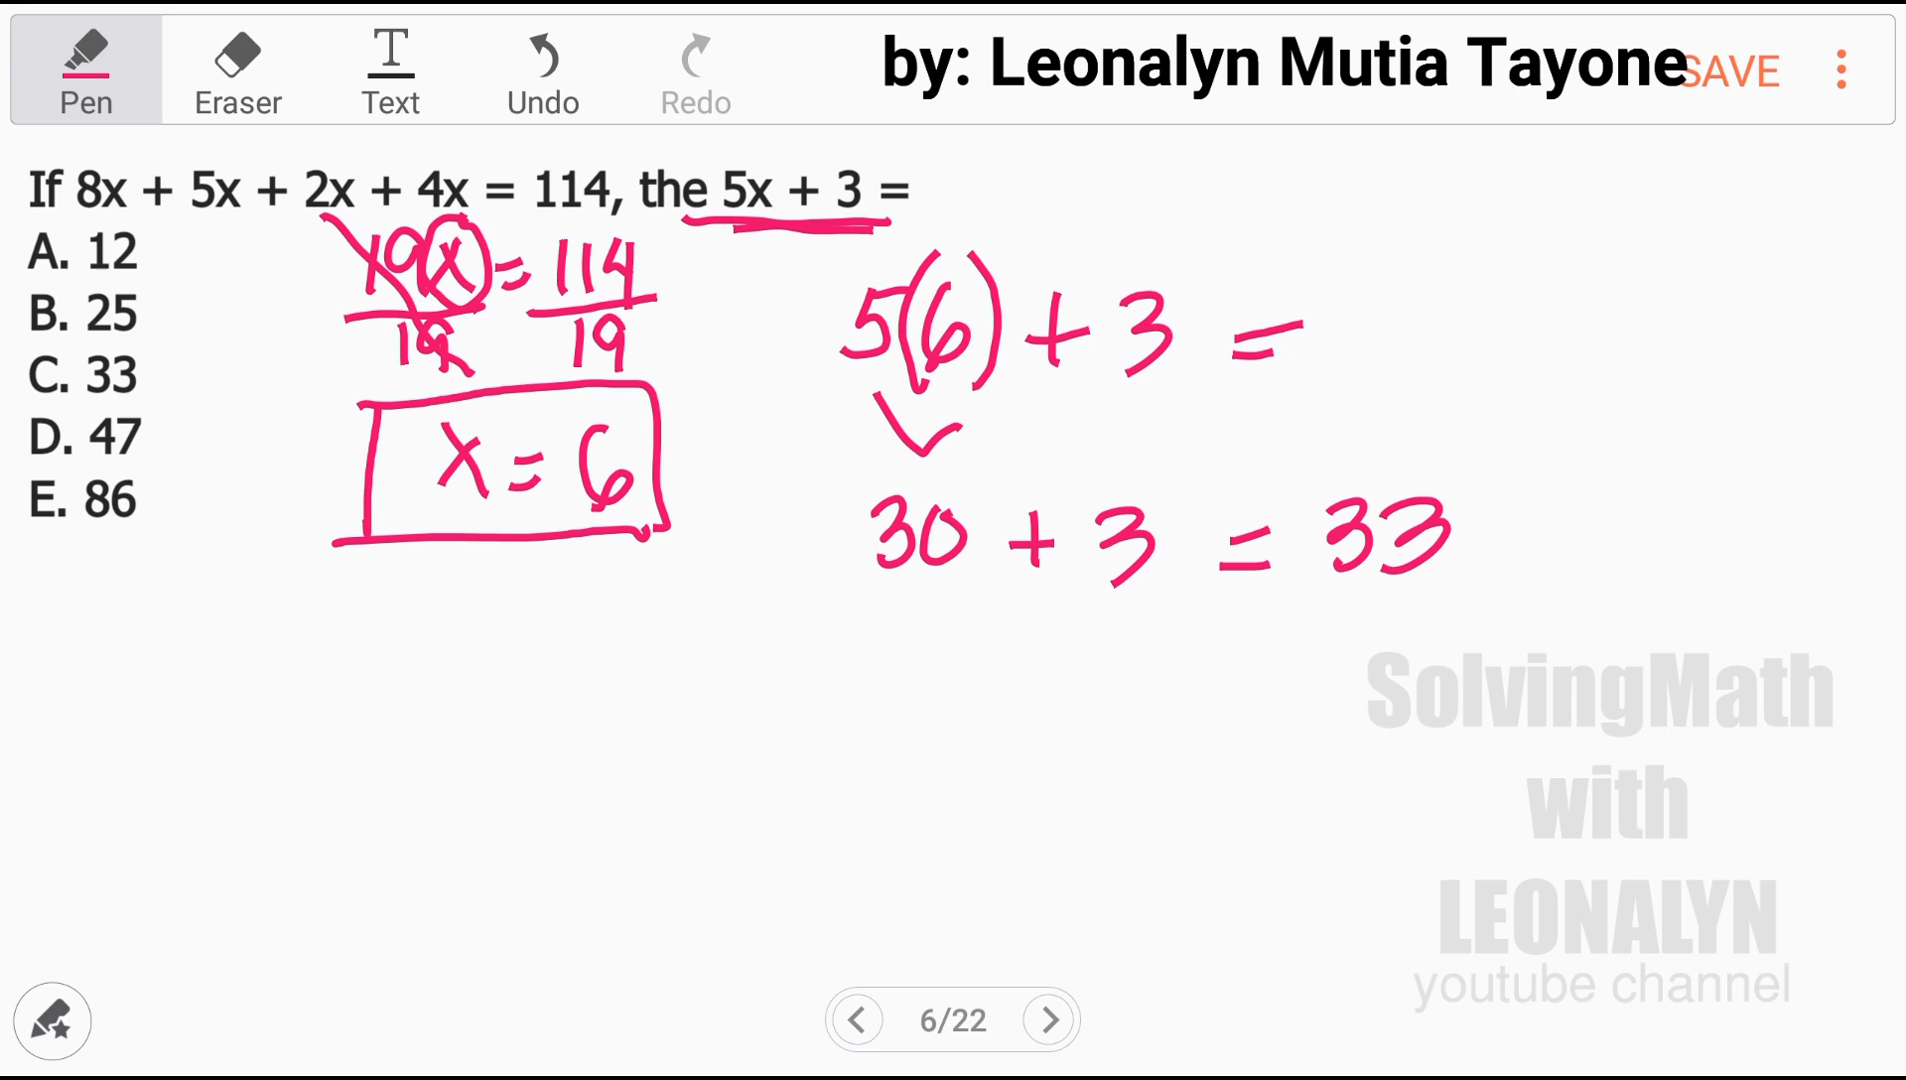 Pen Eraser Text Undo Redo by: Leonalyn Mutia Tayone SAVE
If 8x + 5x + 2x + 4x = 114, the 5x + 3 =
A. 12
B. 25
C. 33
D. 47
E. 86
19x = 114
19 19
x = 6
5(6) + 3 =
30 + 3 = 33
SolvingMath
with
LEONALYN
youtube channel
6/22